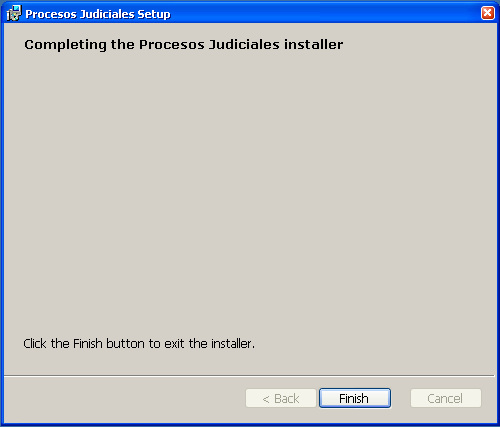 Procesos Judiciales Setup
Completing the Procesos Judiciales installer
Click the Finish button to exit the installer.
< Back
Finish
Cancel